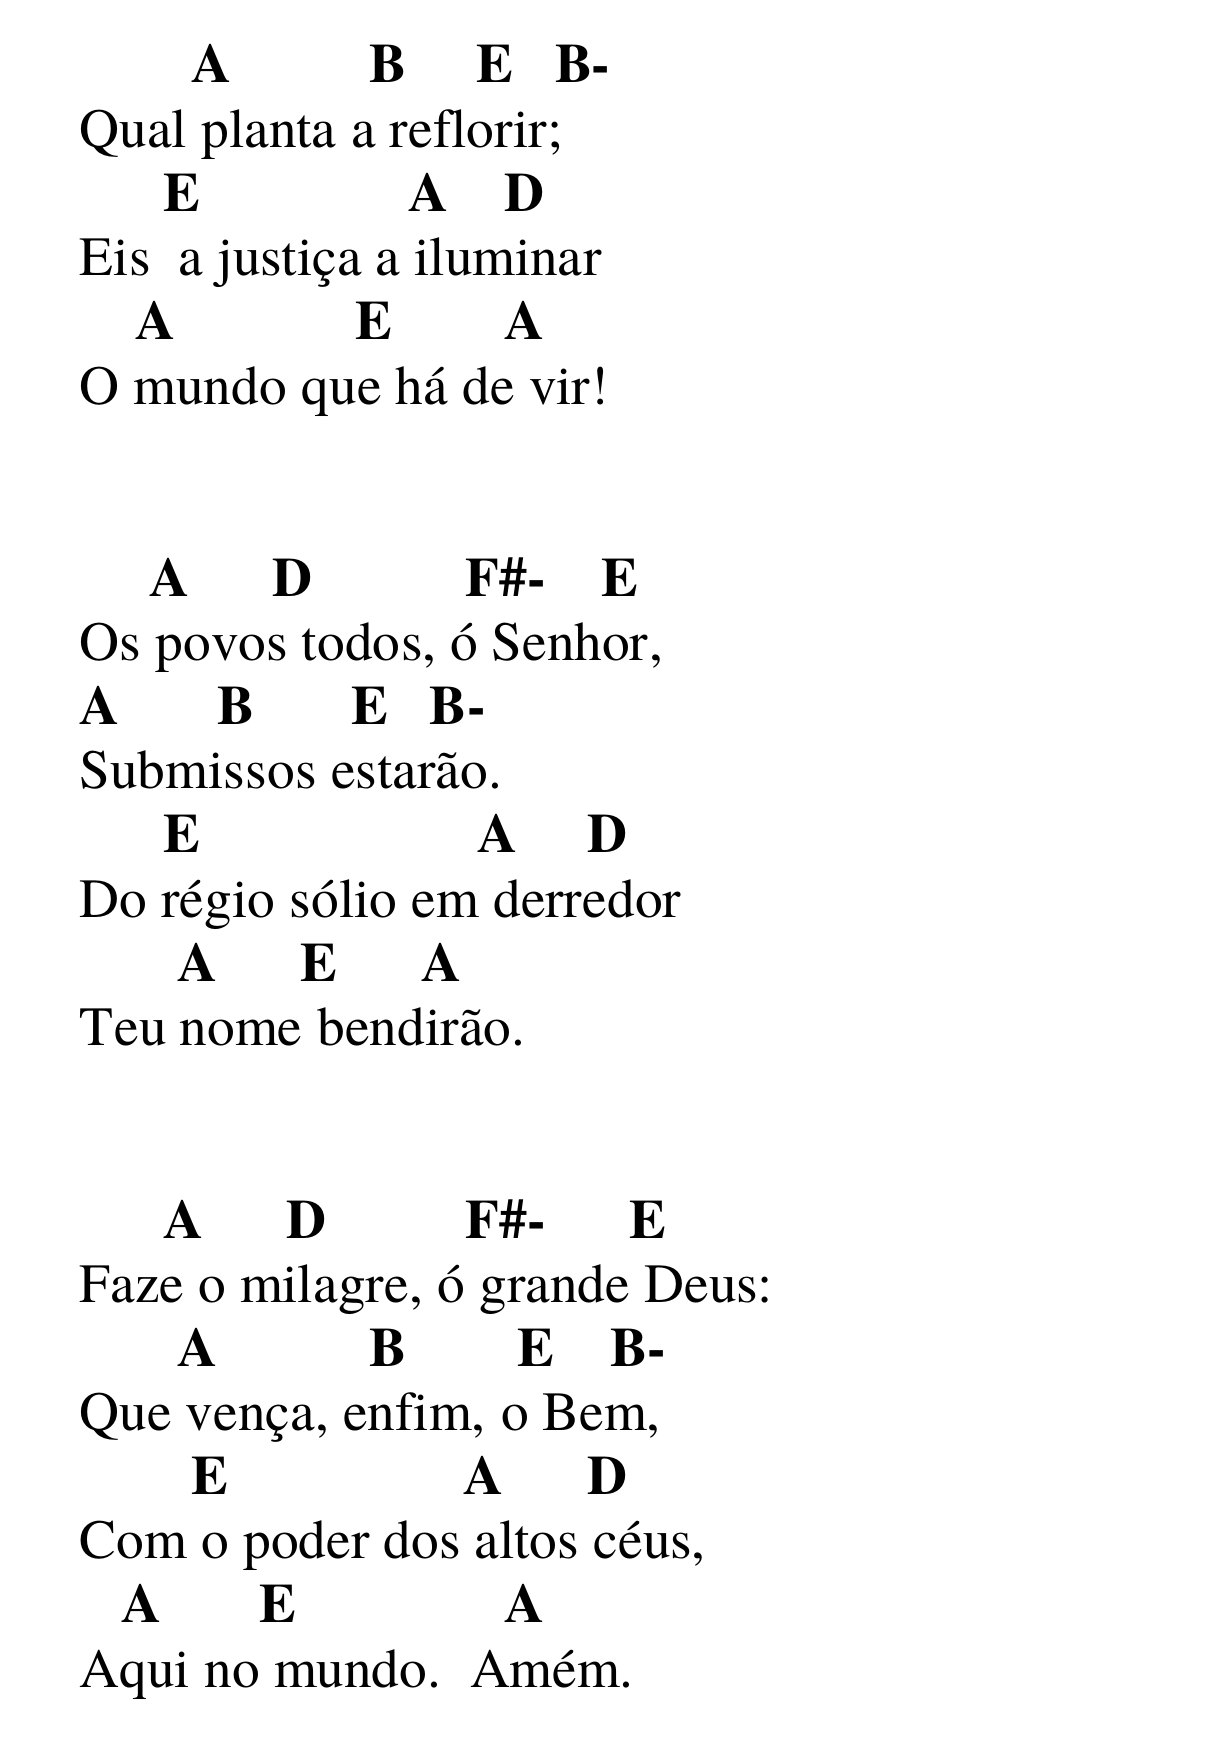 A B E B-
Qual planta a reflorir;
E A D
Eis a justiça a iluminar
A E A
O mundo que há de vir!
A D F#- E
Os povos todos, ó Senhor,
A B E B-
Submissos estarão.
E A D
Do régio sólio em derredor
A E A
Teu nome bendirão.
A D F#- E
Faze o milagre, ó grande Deus:
A B E B-
Que vença, enfim, o Bem,
E A D
Com o poder dos altos céus,
A E A
Aqui no mundo. Amém.